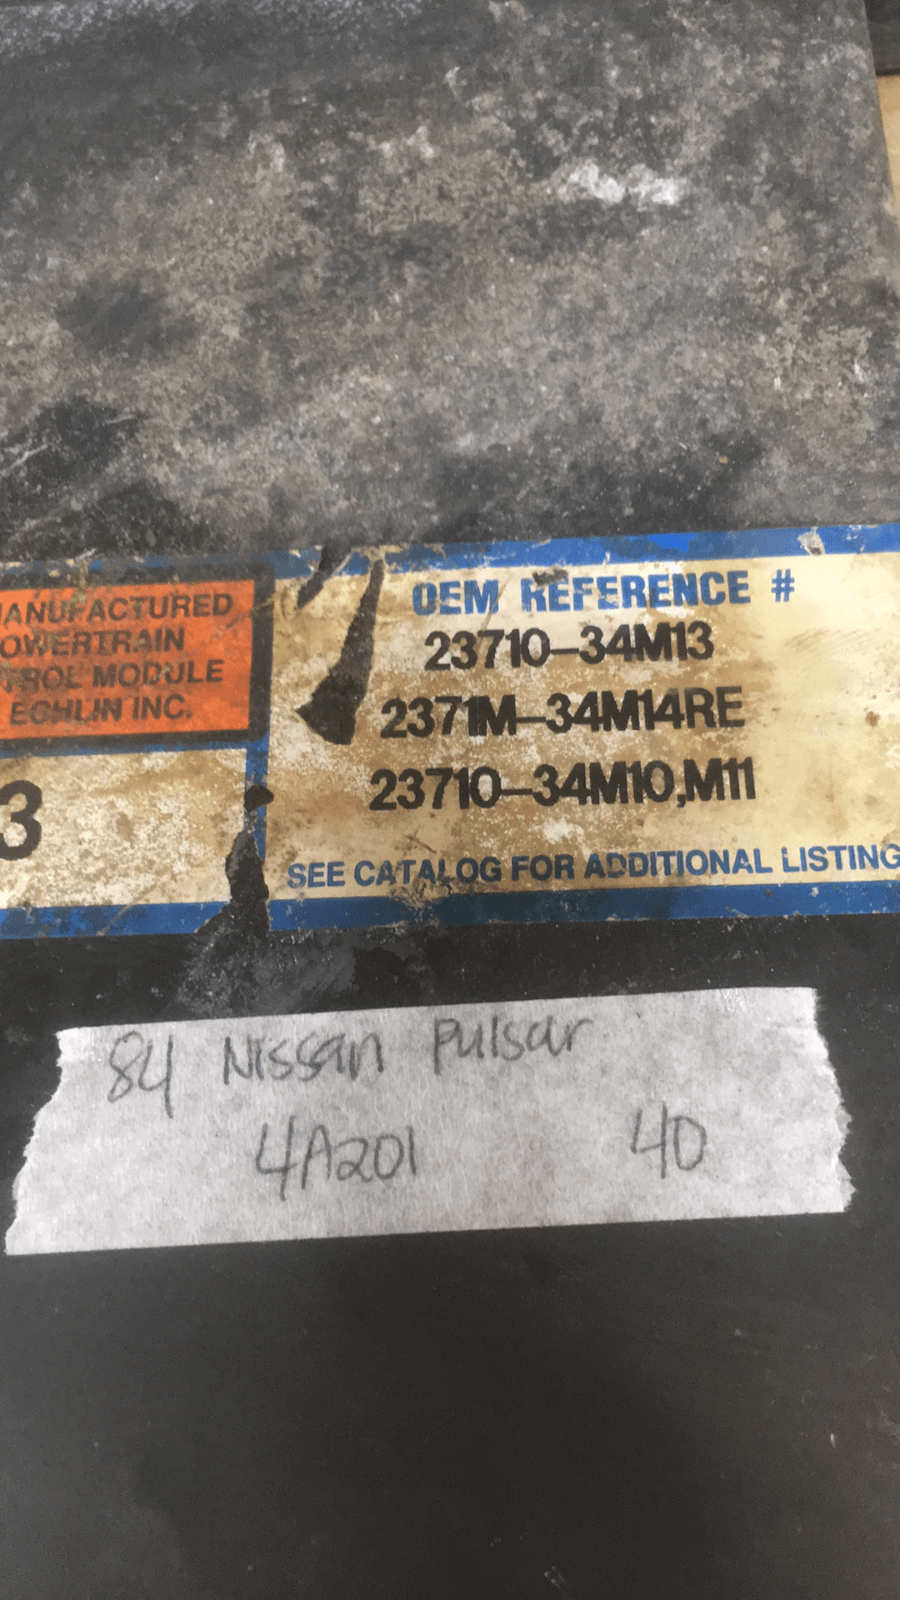 MANUFACTURED
OWERTRAIN
TROL MODULE
ECHLIN INC.
3
OEM REFERENCE #
23710-34M13
2371M-34M14RE
23710-34M10,M11
SEE CATALOG FOR ADDITIONAL LISTING
84 Nissan Pulsar
4A201 40